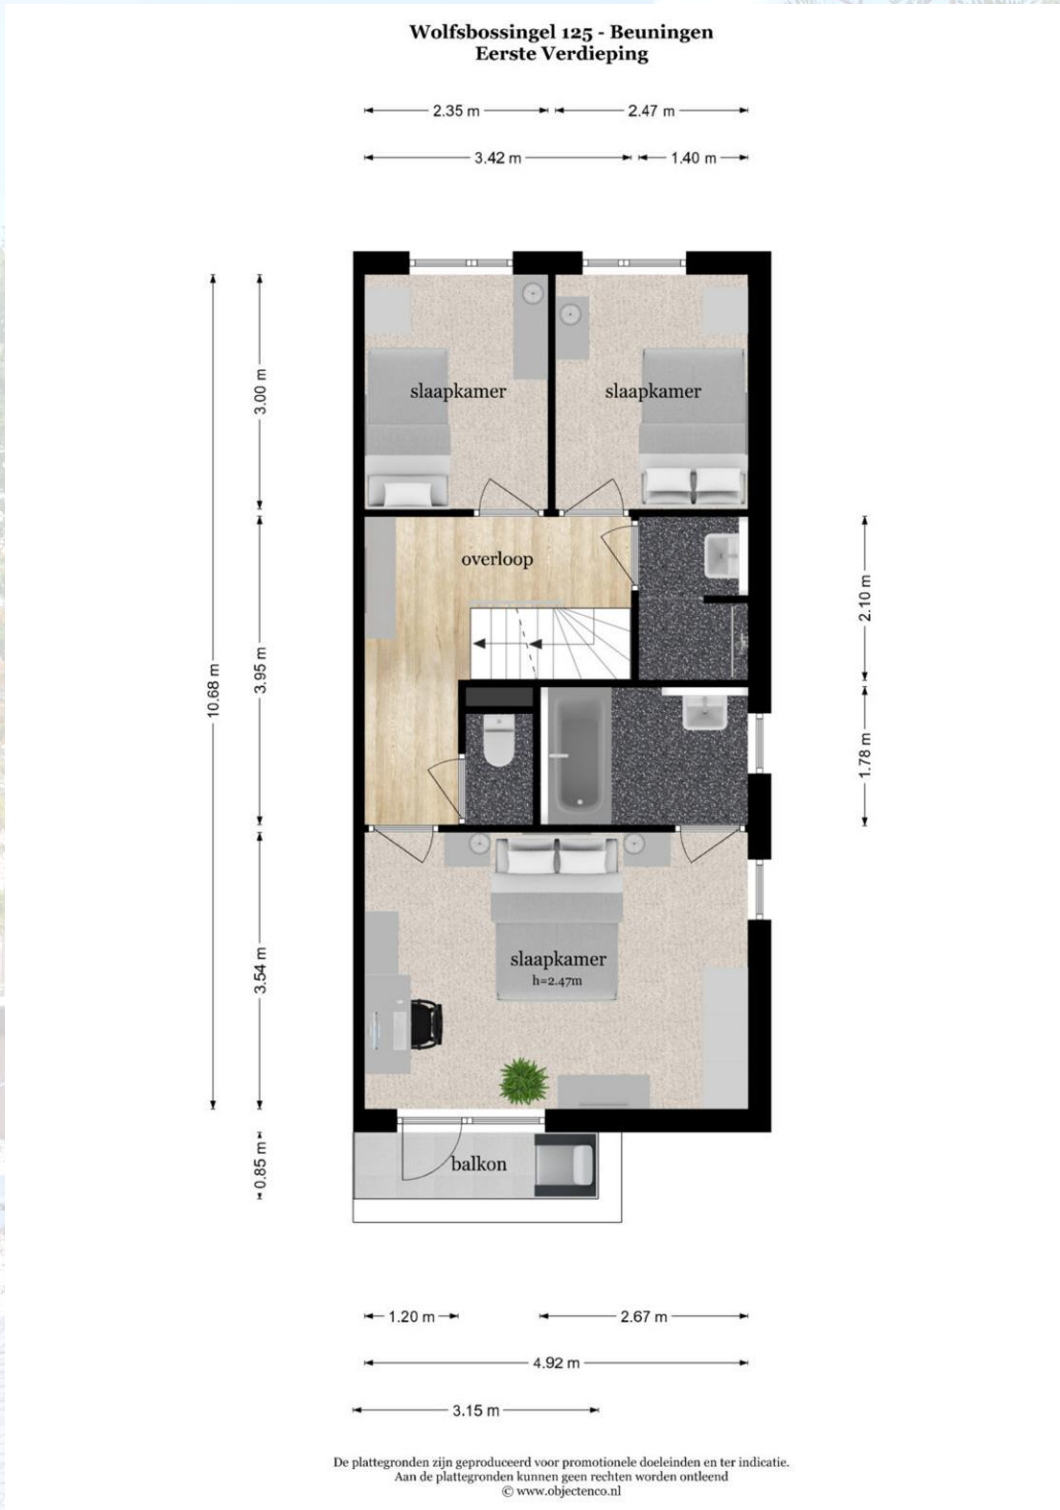 Wolfsbossingel 125 - Beuningen
Eerste Verdieping
2.35 m
2.47 m
3.42 m
1.40 m
slaapkamer
slaapkamer
3.00 m
overloop
2.10 m
3.95 m
10.68 m
1.78 m
slaapkamer
h=2.47m
3.54 m
balkon
0.85 m
1.20 m
2.67 m
4.92 m
3.15 m
De plattegronden zijn geproduceerd voor promotionele doeleinden en ter indicatie.
Aan de plattegronden kunnen geen rechten worden ontleend
© www.objectenco.nl